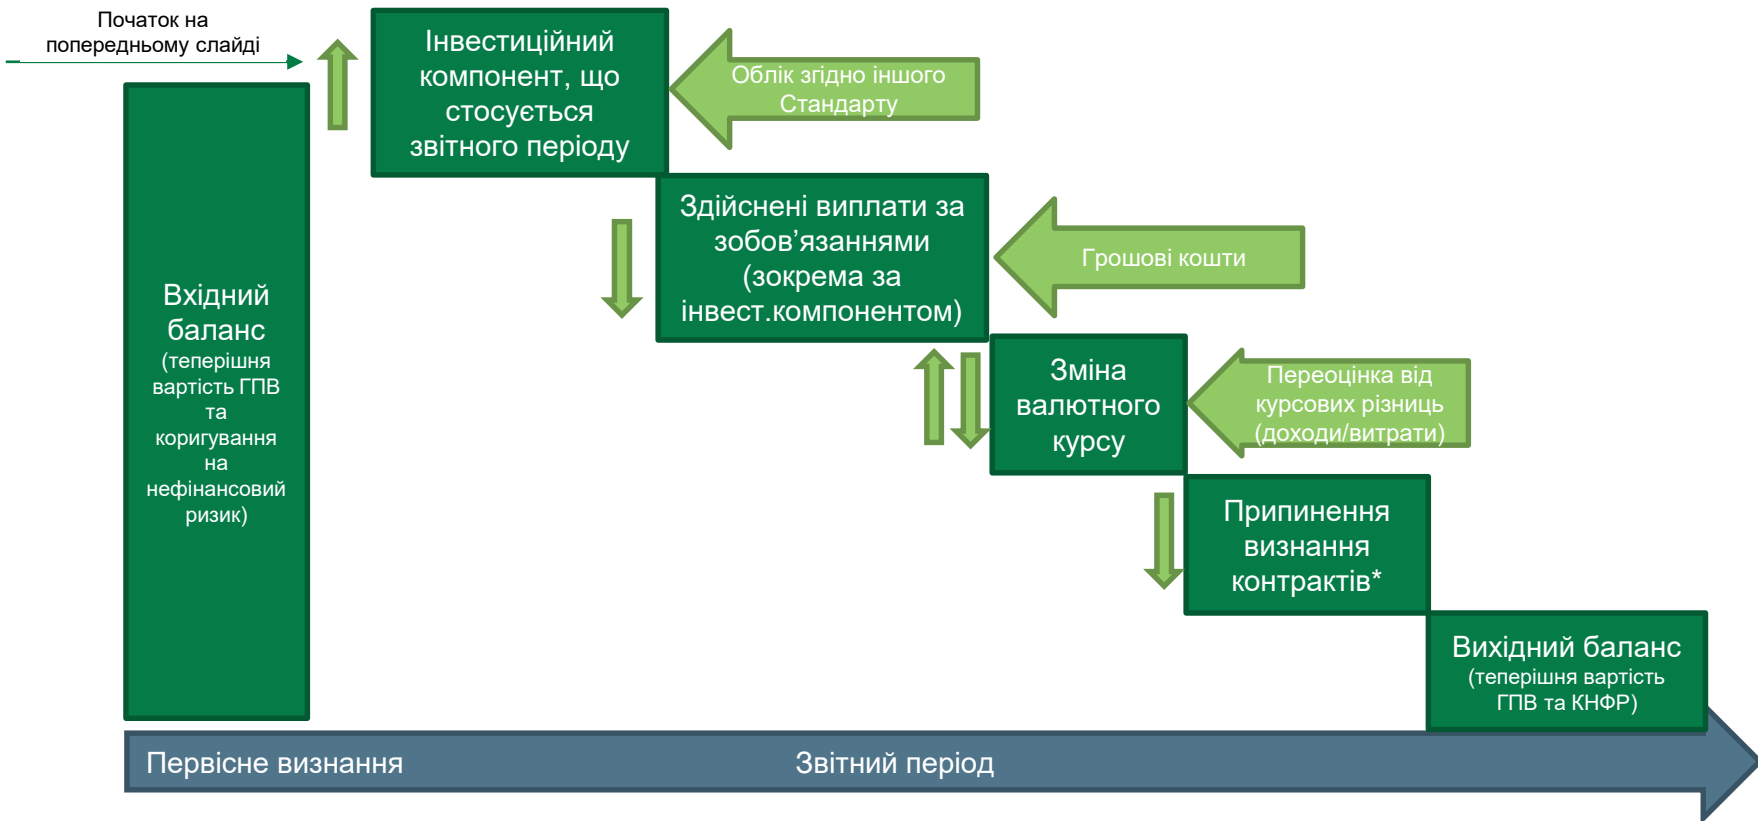 Початок на
попередньому слайді
Інвестиційний
компонент, що
стосується
звітного періоду
Облік згідно іншого
Стандарту
Здійснені виплати за
зобов’язаннями
(зокрема за
інвест.компонентом)
Грошові кошти
Вхідний
баланс
(теперішня
вартість ГПВ
та
коригування
на
нефінансовий
ризик)
Зміна
валютного
курсу
Переоцінка від
курсових різниць
(доходи/витрати)
Припинення
визнання
контрактів*
Вихідний баланс
(теперішня вартість
ГПВ та КНФР)
Первісне визнання
Звітний період